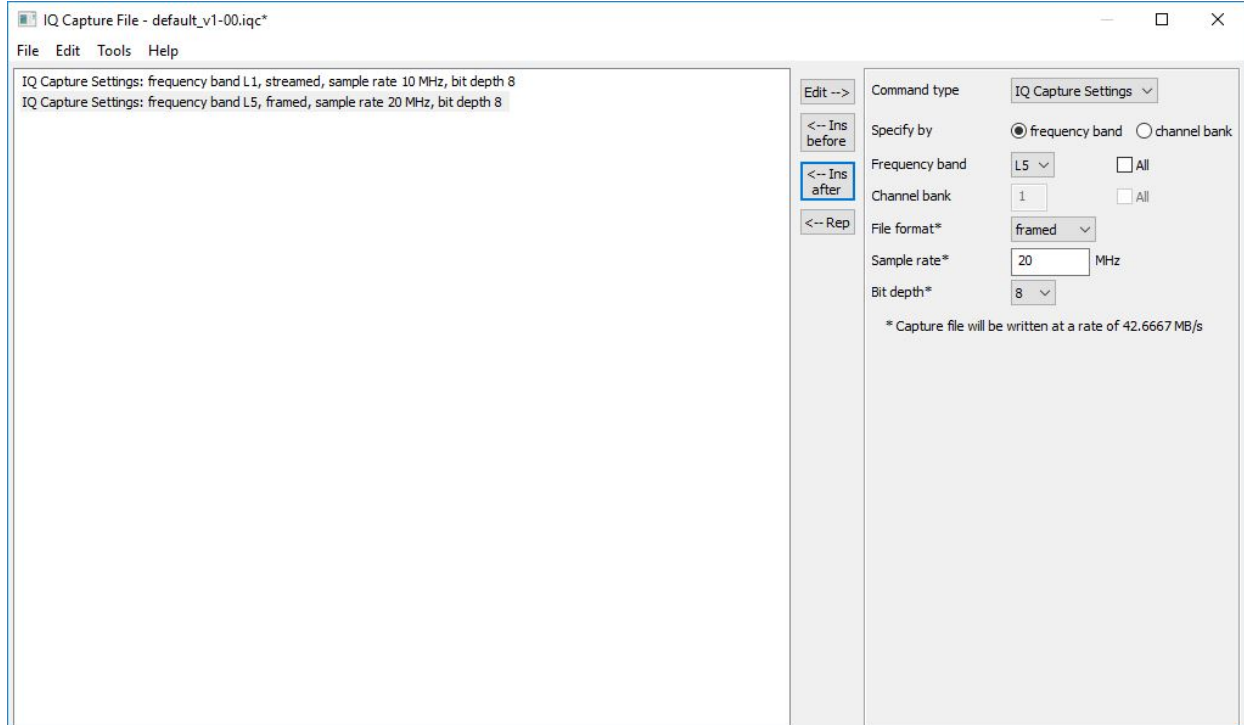 IQ Capture File - default_v1-00.iqc*
File Edit Tools Help
IQ Capture Settings: frequency band L1, streamed, sample rate 10 MHz, bit depth 8
IQ Capture Settings: frequency band L5, framed, sample rate 20 MHz, bit depth 8
Edit -->
<-- Ins
before
<-- Ins
after
<-- Rep
Command type IQ Capture Settings
Specify by frequency band channel bank
Frequency band L5 All
Channel bank 1 All
File format* framed
Sample rate* 20 MHz
Bit depth* 8
* Capture file will be written at a rate of 42.6667 MB/s